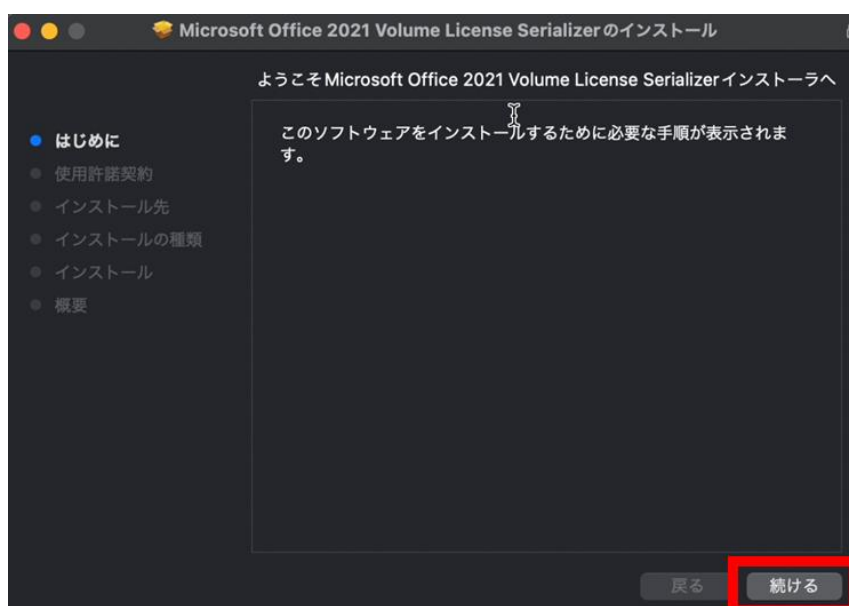 Microsoft Office 2021 Volume License Serializerのインストール
ようこそMicrosoft Office 2021 Volume License Serializerインストーラへ
はじめに
使用許諾契約
インストール先
インストールの種類
インストール
概要
このソフトウェアをインストールするために必要な手順が表示されま
す。
戻る
続ける